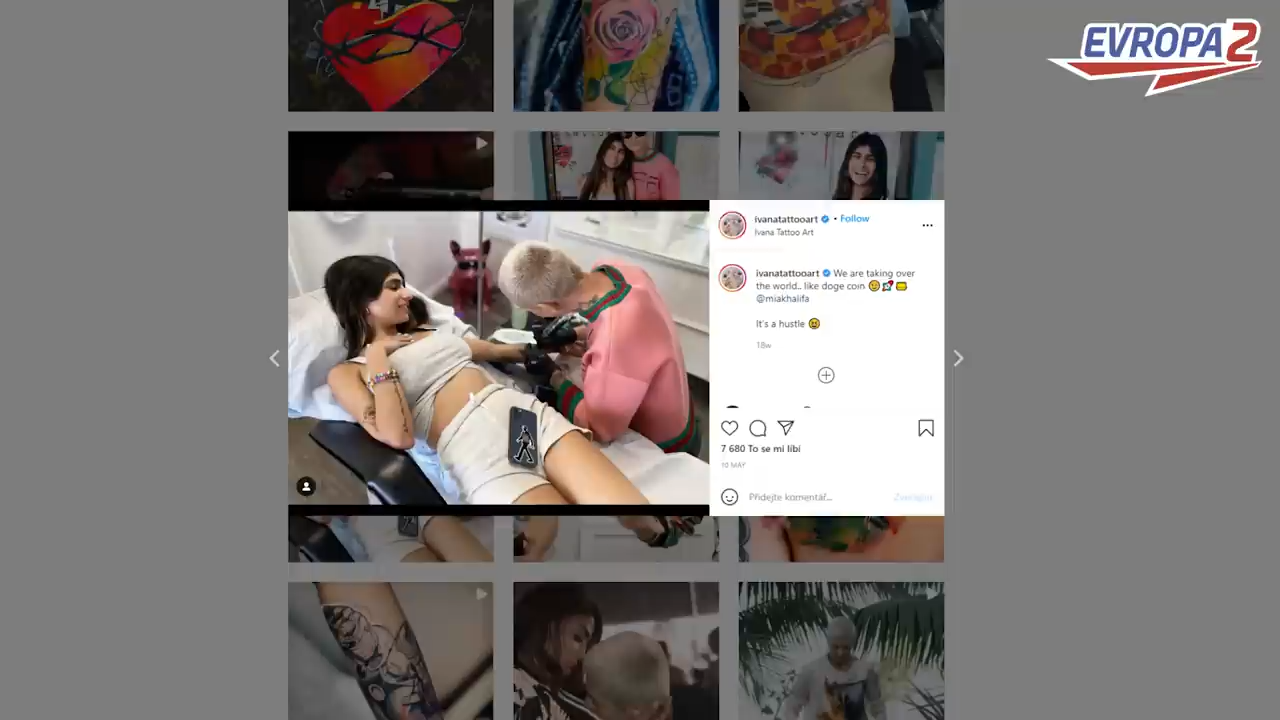 EVROPA2
ivanatattooart • Follow
Ivana Tattoo Art
ivanatattooart We are taking over
the world.. like doge coin 😉
@miakhalifa
It's a hustle
18w
7 680 To se mi líbí
10 MAY
Přidejte komentář...
Zveřejnit